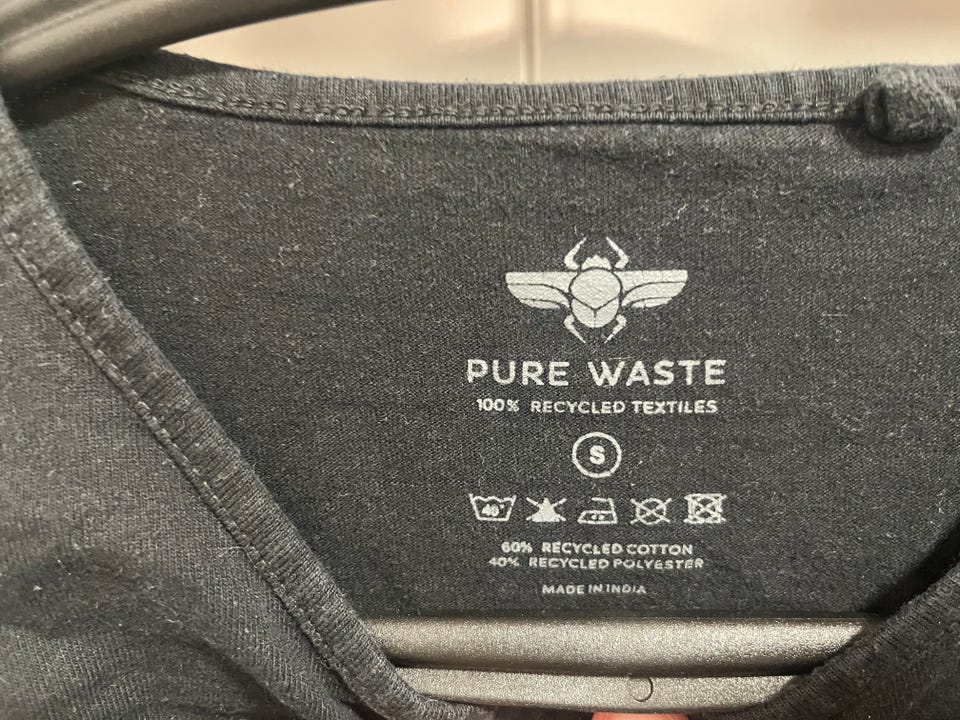 PURE WASTE
100% RECYCLED TEXTILES
S
40°
60% RECYCLED COTTON
40% RECYCLED POLYESTER
MADE IN INDIA